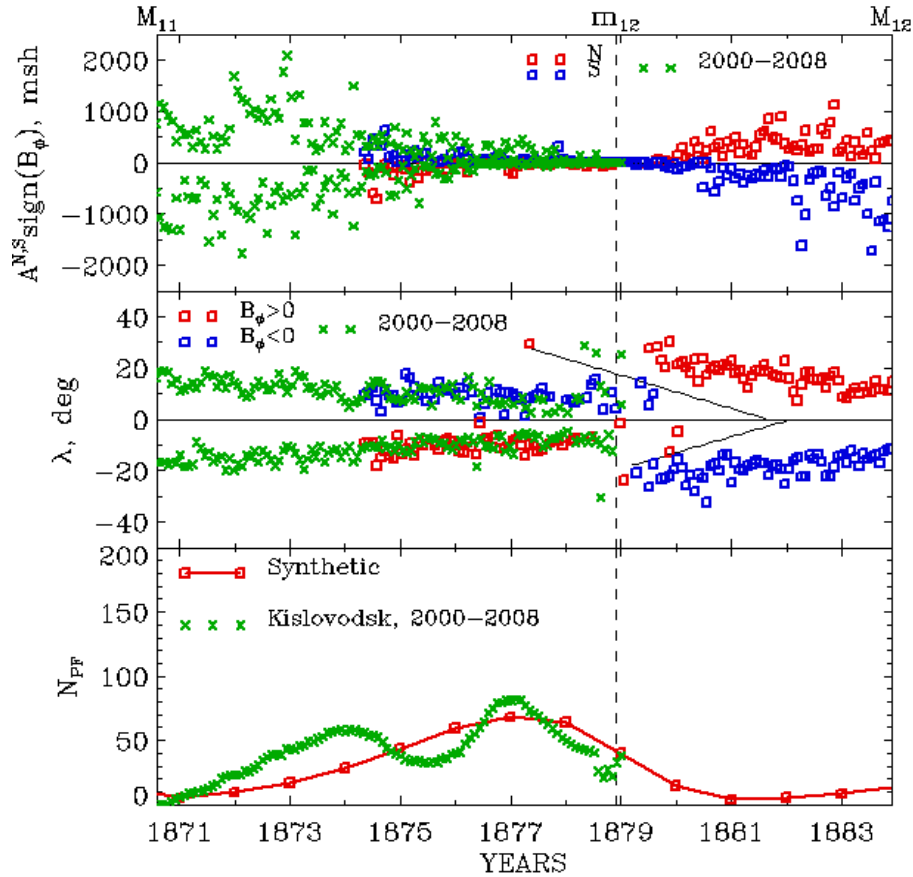 M11 m12 M12
A^N,S sign(Bϕ), msh
2000
1000
0
−1000
−2000
N
S
2000−2008
λ, deg
40
20
0
−20
−40
Bϕ>0
Bϕ<0
2000−2008
NPF
200
150
100
50
0
Synthetic
Kislovodsk, 2000−2008
1871 1873 1875 1877 1879 1881 1883
YEARS